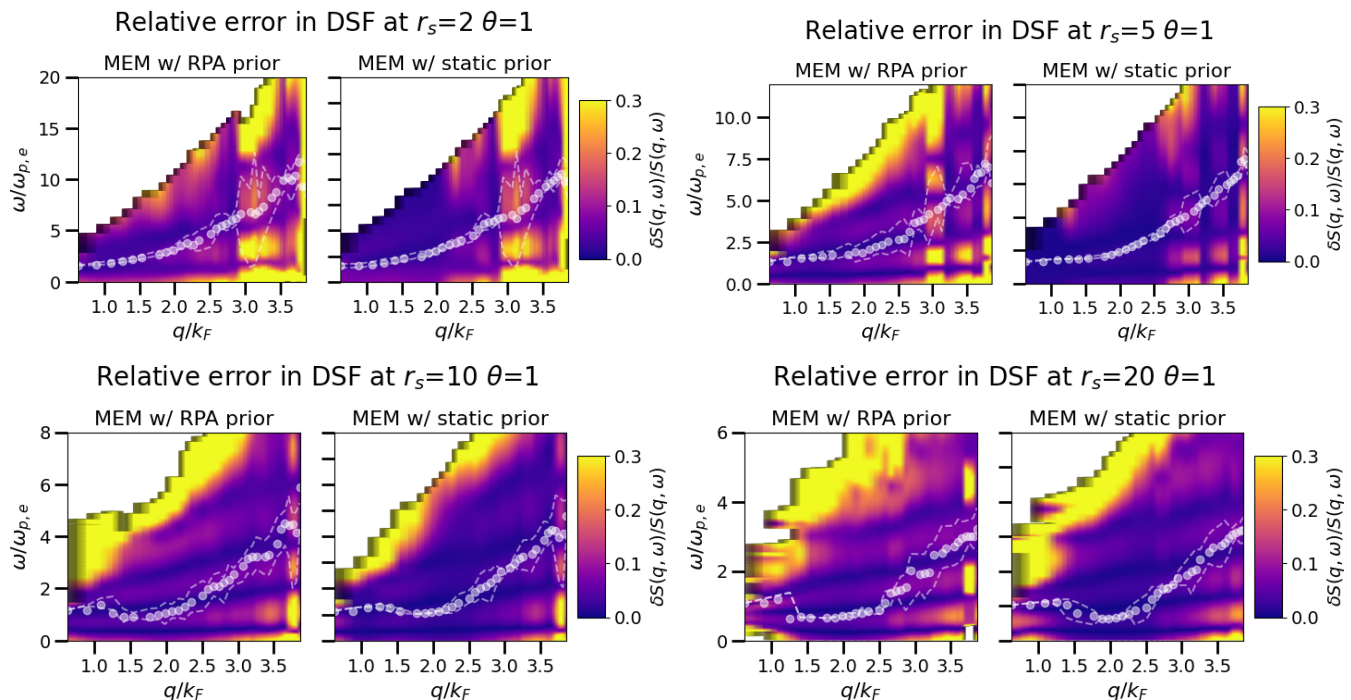 Relative error in DSF at r_s=2 θ=1
MEM w/ RPA prior
MEM w/ static prior
20
15
10
5
0
ω/ω_{p, e}
1.0 1.5 2.0 2.5 3.0 3.5
q/k_F
1.0 1.5 2.0 2.5 3.0 3.5
q/k_F
0.3
0.2
0.1
0.0
δS(q, ω)/S(q, ω)
Relative error in DSF at r_s=5 θ=1
MEM w/ RPA prior
MEM w/ static prior
10.0
7.5
5.0
2.5
0.0
ω/ω_{p, e}
1.0 1.5 2.0 2.5 3.0 3.5
q/k_F
1.0 1.5 2.0 2.5 3.0 3.5
q/k_F
0.3
0.2
0.1
0.0
δS(q, ω)/S(q, ω)
Relative error in DSF at r_s=10 θ=1
MEM w/ RPA prior
MEM w/ static prior
8
6
4
2
0
ω/ω_{p, e}
1.0 1.5 2.0 2.5 3.0 3.5
q/k_F
1.0 1.5 2.0 2.5 3.0 3.5
q/k_F
0.3
0.2
0.1
0.0
δS(q, ω)/S(q, ω)
Relative error in DSF at r_s=20 θ=1
MEM w/ RPA prior
MEM w/ static prior
6
4
2
0
ω/ω_{p, e}
1.0 1.5 2.0 2.5 3.0 3.5
q/k_F
1.0 1.5 2.0 2.5 3.0 3.5
q/k_F
0.3
0.2
0.1
0.0
δS(q, ω)/S(q, ω)